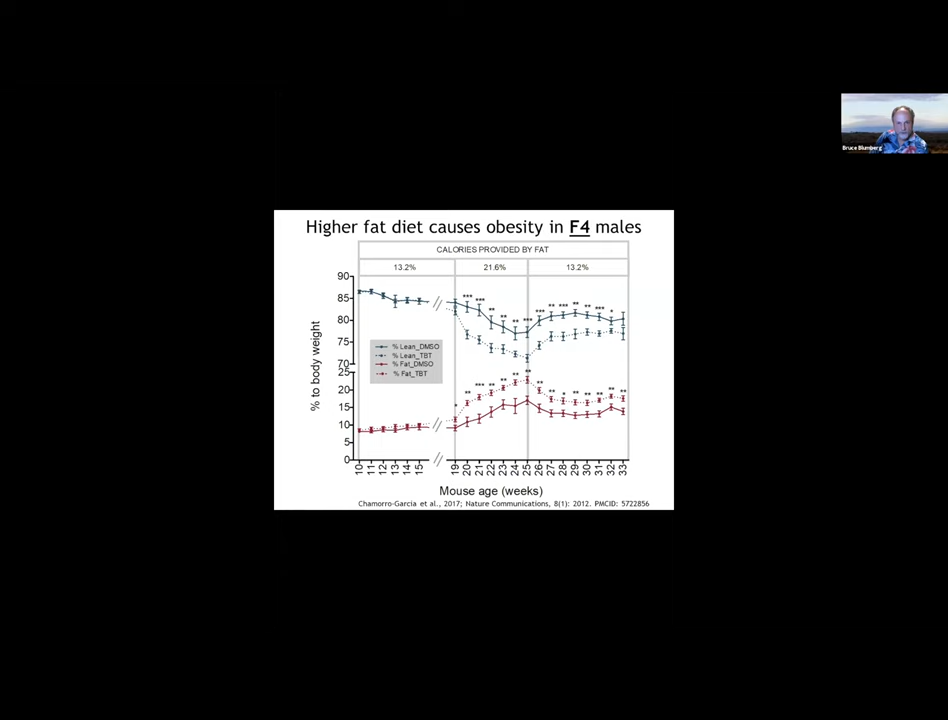 Bruce Blumberg
Higher fat diet causes obesity in F4 males
CALORIES PROVIDED BY FAT
13.2% 21.6% 13.2%
90
85
80
75
70
25
20
15
10
5
0
% to body weight
% Lean_DMSO
% Lean_TBT
% Fat_DMSO
% Fat_TBT
*** *** ** ** ** *** *** ** *** ** ** *** * **
* ** *** ** ** ** ** ** ** * ** ** * ** **
10 11 12 13 14 15 19 20 21 22 23 24 25 26 27 28 29 30 31 32 33
Mouse age (weeks)
Chamorro-Garcia et al., 2017; Nature Communications, 8(1): 2012. PMCID: 5722856